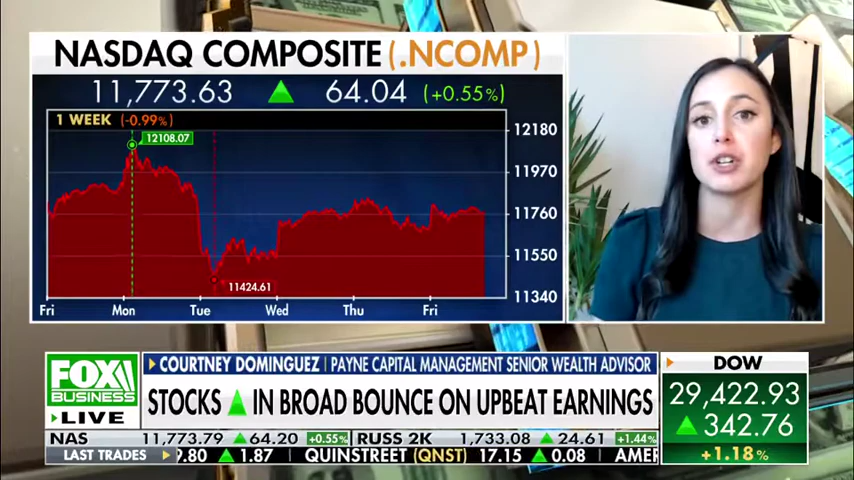 NASDAQ COMPOSITE (.NCOMP)
11,773.63 ▲ 64.04 (+0.55%)
1 WEEK (-0.99%)
12108.07
11424.61
12180
11970
11760
11550
11340
Fri Mon Tue Wed Thu Fri
FOX
BUSINESS
LIVE
COURTNEY DOMINGUEZ | PAYNE CAPITAL MANAGEMENT SENIOR WEALTH ADVISOR
STOCKS ▲ IN BROAD BOUNCE ON UPBEAT EARNINGS
DOW
29,422.93
▲ 342.76
+1.18%
NAS 11,773.79 ▲ 64.20 +0.55% RUSS 2K 1,733.08 ▲ 24.61 +1.44%
LAST TRADES 9.80 ▲ 1.87 QUINSTREET (QNST) 17.15 ▲ 0.08 AMER